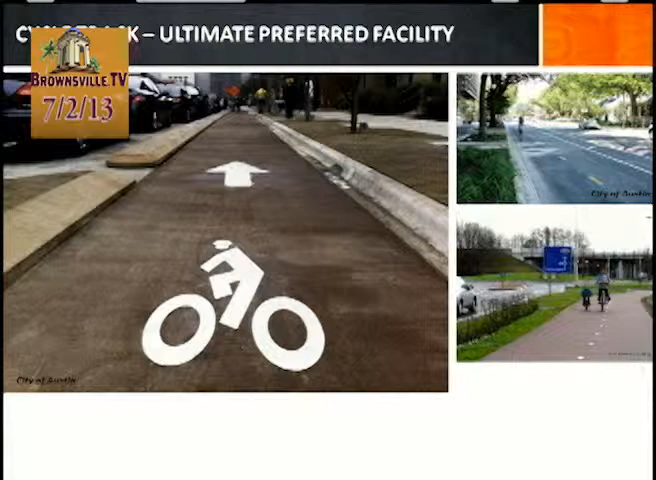 – ULTIMATE PREFERRED FACILITY
BROWNSVILLE.TV
7/2/13
City of Austin
City of Austin